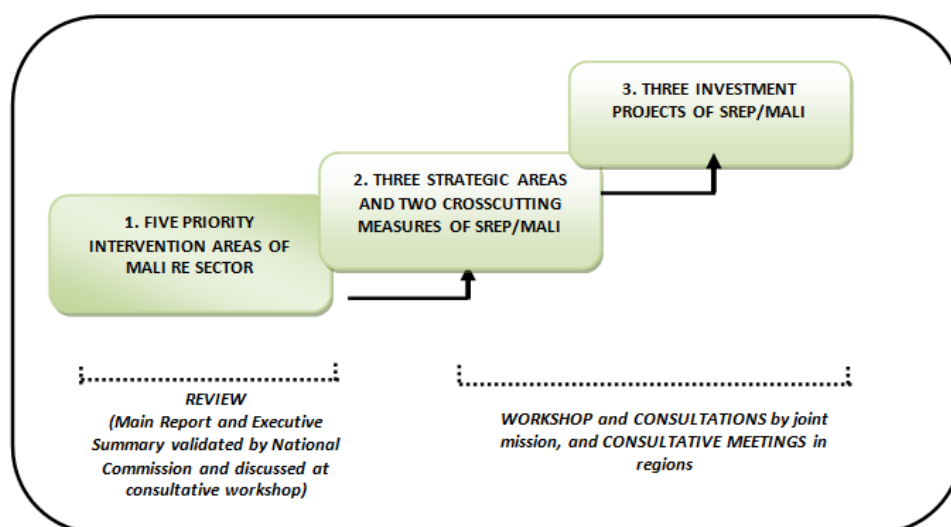 3. THREE INVESTMENT
PROJECTS OF SREP/MALI
2. THREE STRATEGIC AREAS
AND TWO CROSSCUTTING
MEASURES OF SREP/MALI
1. FIVE PRIORITY
INTERVENTION AREAS OF
MALI RE SECTOR
REVIEW
(Main Report and Executive
Summary validated by National
Commission and discussed at
consultative workshop)
WORKSHOP and CONSULTATIONS by joint
mission, and CONSULTATIVE MEETINGS in
regions